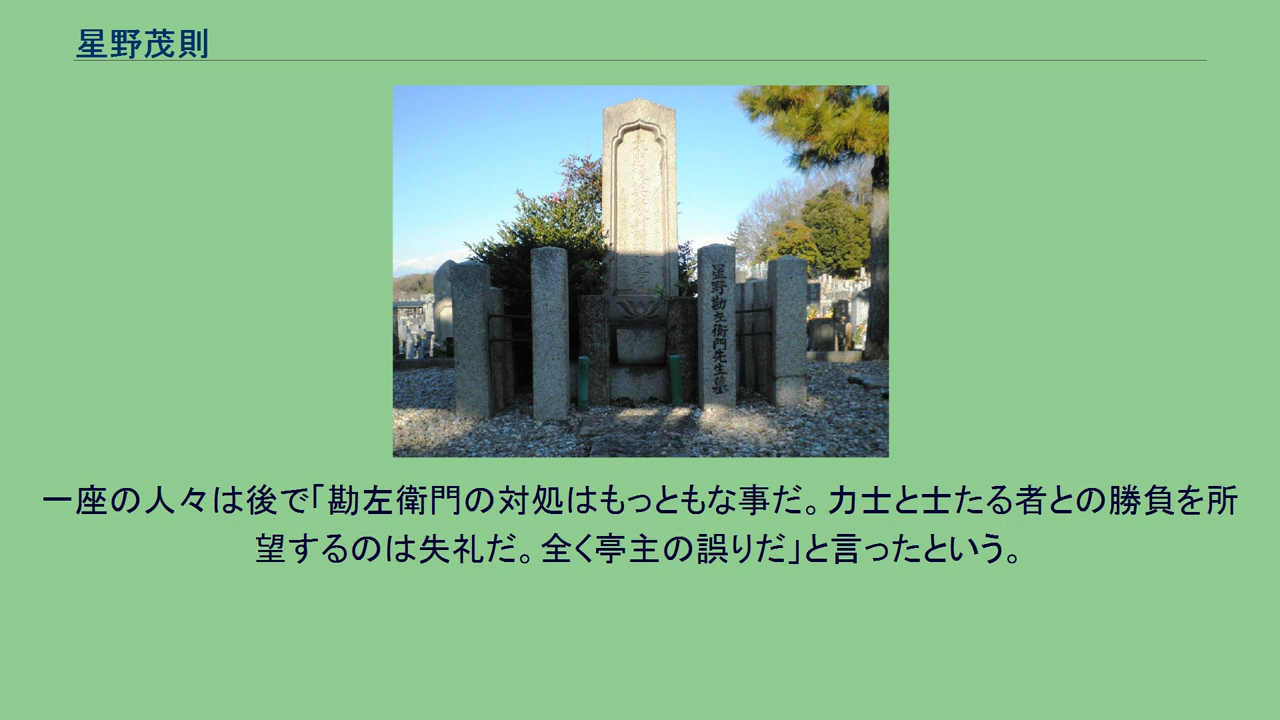 星野茂則
星野勘左衛門先生墓
一座の人々は後で「勘左衛門の対処はもっともな事だ。力士と士たる者との勝負を所
望するのは失礼だ。全く亭主の誤りだ」と言ったという。